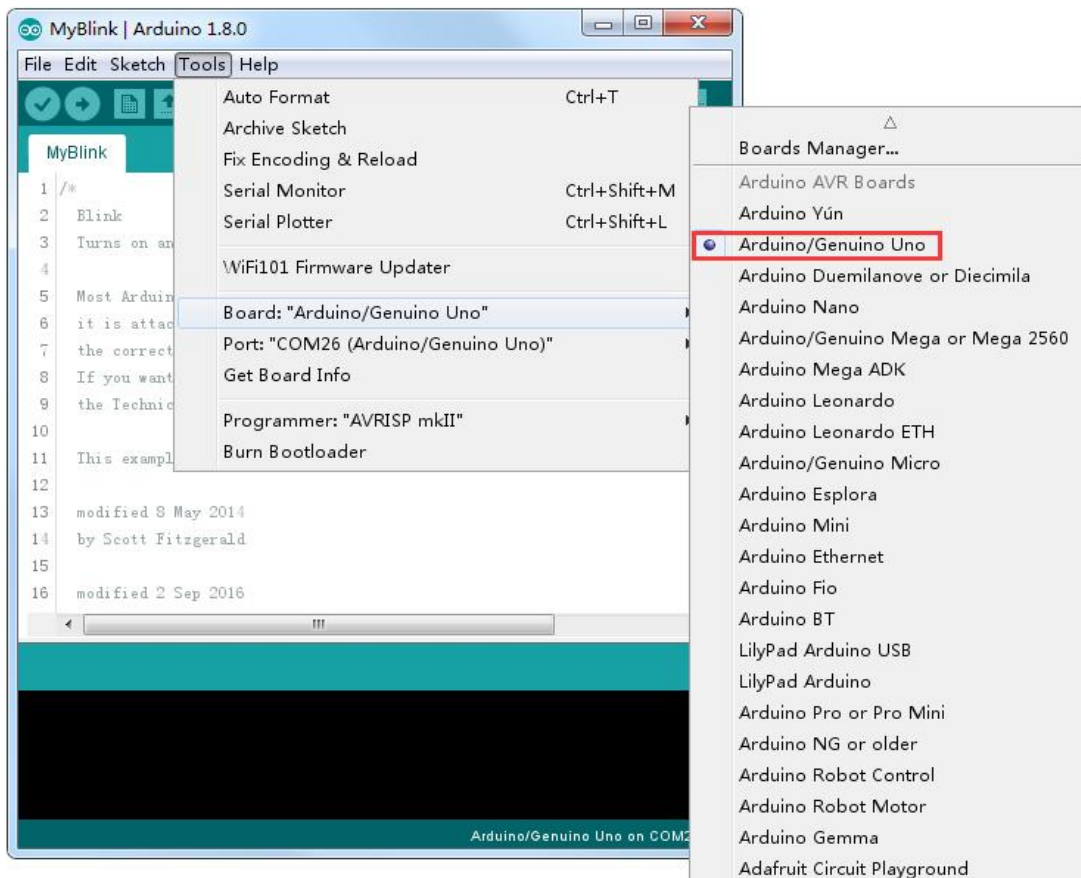 MyBlink | Arduino 1.8.0
File Edit Sketch Tools Help
MyBlink
Auto Format Ctrl+T
Archive Sketch
Fix Encoding & Reload
Serial Monitor Ctrl+Shift+M
Serial Plotter Ctrl+Shift+L
WiFi101 Firmware Updater
Board: "Arduino/Genuino Uno"
Port: "COM26 (Arduino/Genuino Uno)"
Get Board Info
Programmer: "AVRISP mkII"
Burn Bootloader
Boards Manager...
Arduino AVR Boards
Arduino Yún
Arduino/Genuino Uno
Arduino Duemilanove or Diecimila
Arduino Nano
Arduino/Genuino Mega or Mega 2560
Arduino Mega ADK
Arduino Leonardo
Arduino Leonardo ETH
Arduino/Genuino Micro
Arduino Esplora
Arduino Mini
Arduino Ethernet
Arduino Fio
Arduino BT
LilyPad Arduino USB
LilyPad Arduino
Arduino Pro or Pro Mini
Arduino NG or older
Arduino Robot Control
Arduino Robot Motor
Arduino Gemma
Adafruit Circuit Playground
1 /*
2 Blink
3 Turns on an
4
5 Most Arduin
6 it is attac
7 the correct
8 If you want
9 the Technic
10
11 This exampl
12
13 modified 8 May 2014
14 by Scott Fitzgerald
15
16 modified 2 Sep 2016
Arduino/Genuino Uno on COM2